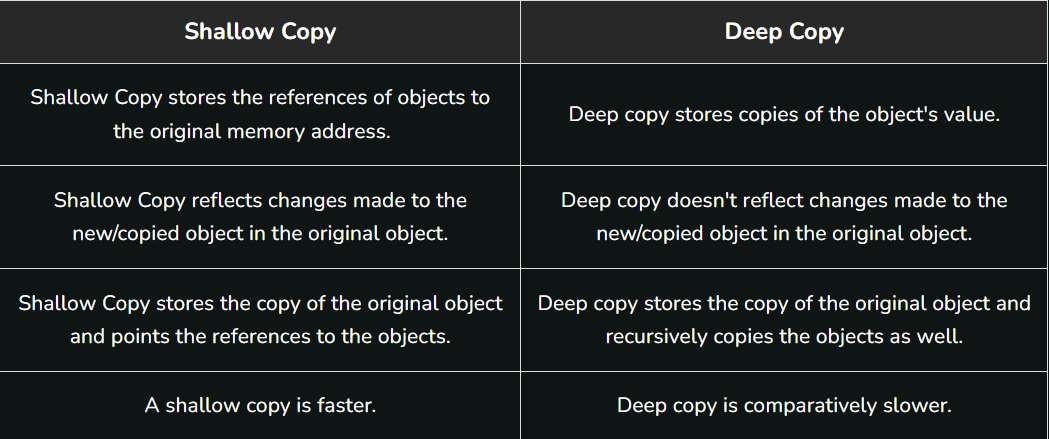 Shallow Copy
Deep Copy
Shallow Copy stores the references of objects to
the original memory address.
Deep copy stores copies of the object's value.
Shallow Copy reflects changes made to the
new/copied object in the original object.
Deep copy doesn't reflect changes made to the
new/copied object in the original object.
Shallow Copy stores the copy of the original object
and points the references to the objects.
Deep copy stores the copy of the original object and
recursively copies the objects as well.
A shallow copy is faster.
Deep copy is comparatively slower.